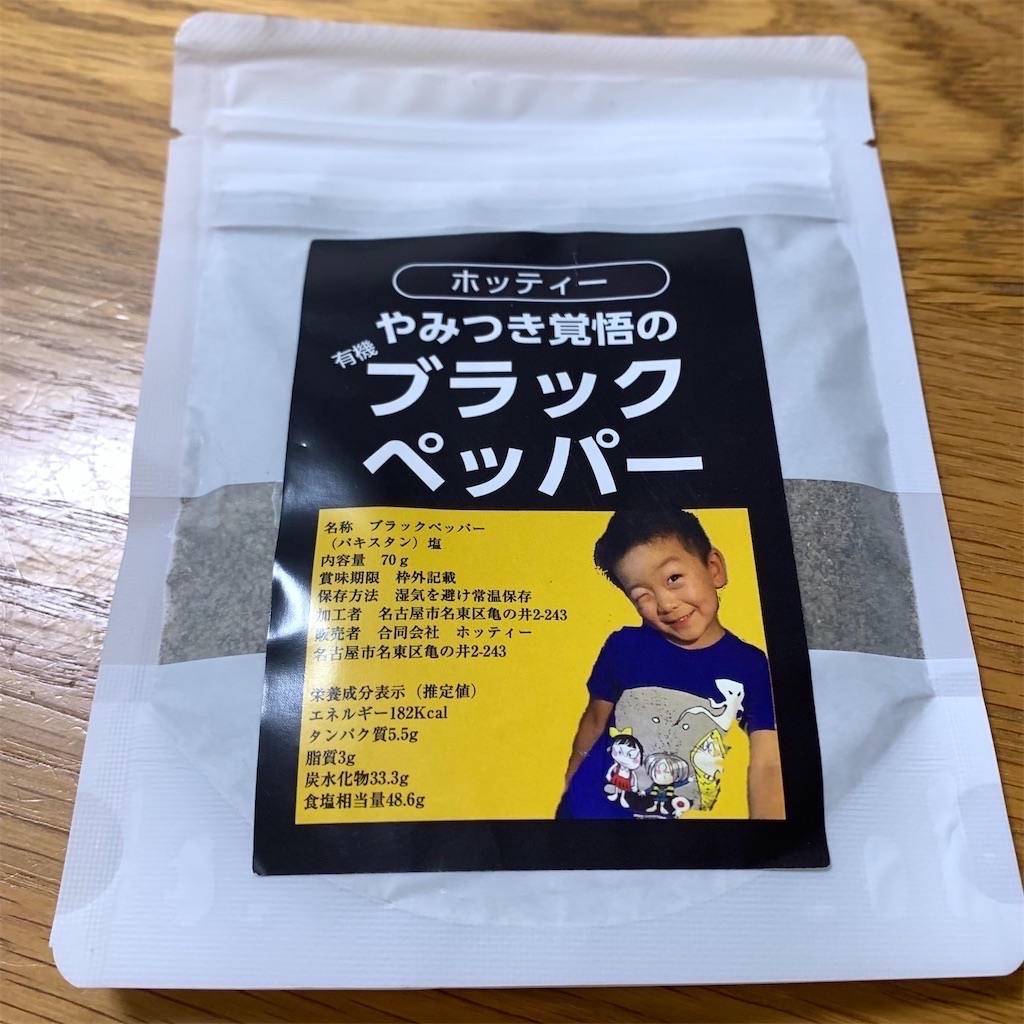 ホッティー
やみつき覚悟の
有機
ブラック
ペッパー
名称　ブラックペッパー
（パキスタン）塩
内容量　70ｇ
賞味期限　枠外記載
保存方法　湿気を避け常温保存
加工者　名古屋市名東区亀の井2-243
販売者　合同会社　ホッティー
名古屋市名東区亀の井2-243
栄養成分表示（推定値）
エネルギー182Kcal
タンパク質5.5g
脂質3g
炭水化物33.3g
食塩相当量48.6g